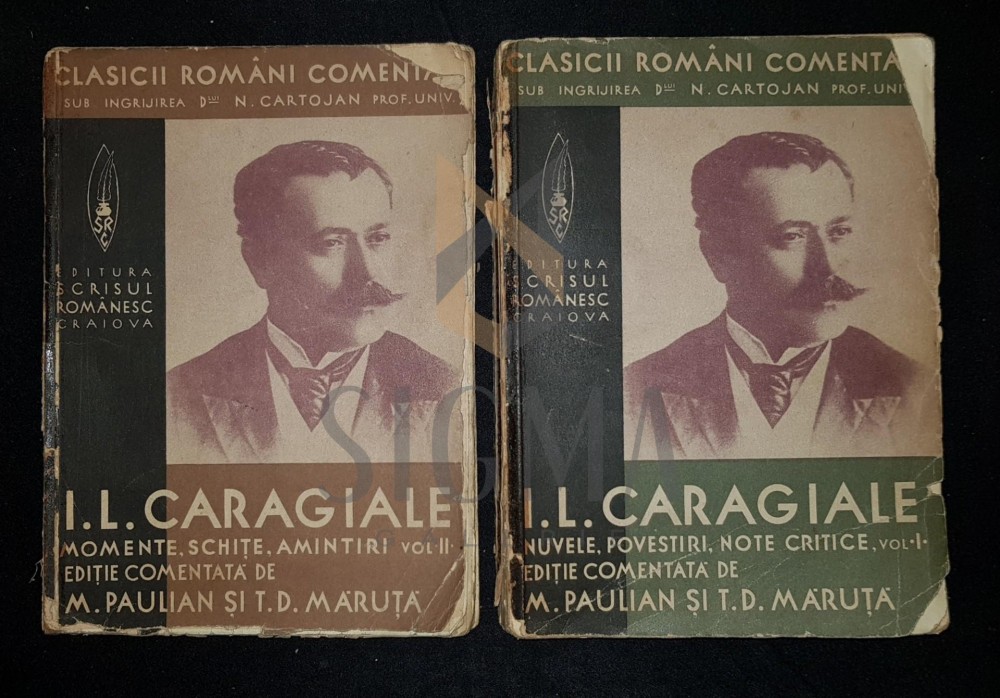 CLASICII ROMÂNI COMENTA
SUB INGRIJIREA DLUI N. CARTOJAN PROF. UNIV.
SRC
EDITURA
SCRISUL
ROMÂNESC
CRAIOVA
I.L. CARAGIALE
MOMENTE, SCHIȚE, AMINTIRI VOL·II·
EDIȚIE COMENTATĂ DE
M. PAULIAN ȘI T.D. MĂRUȚĂ
CLASICII ROMÂNI COMENTA
SUB INGRIJIREA DLUI N. CARTOJAN PROF. UNIV
SRC
EDITURA
SCRISUL
ROMÂNESC
CRAIOVA
I.L. CARAGIALE
NUVELE, POVESTIRI, NOTE CRITICE, VOL·I·
EDIȚIE COMENTATĂ DE
M. PAULIAN ȘI T.D. MĂRUȚĂ
SIGMA